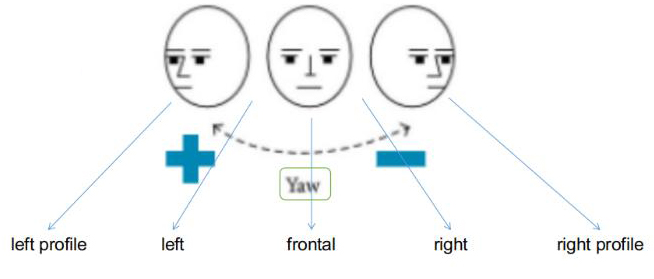 Yaw
left profile
left
frontal
right
right profile